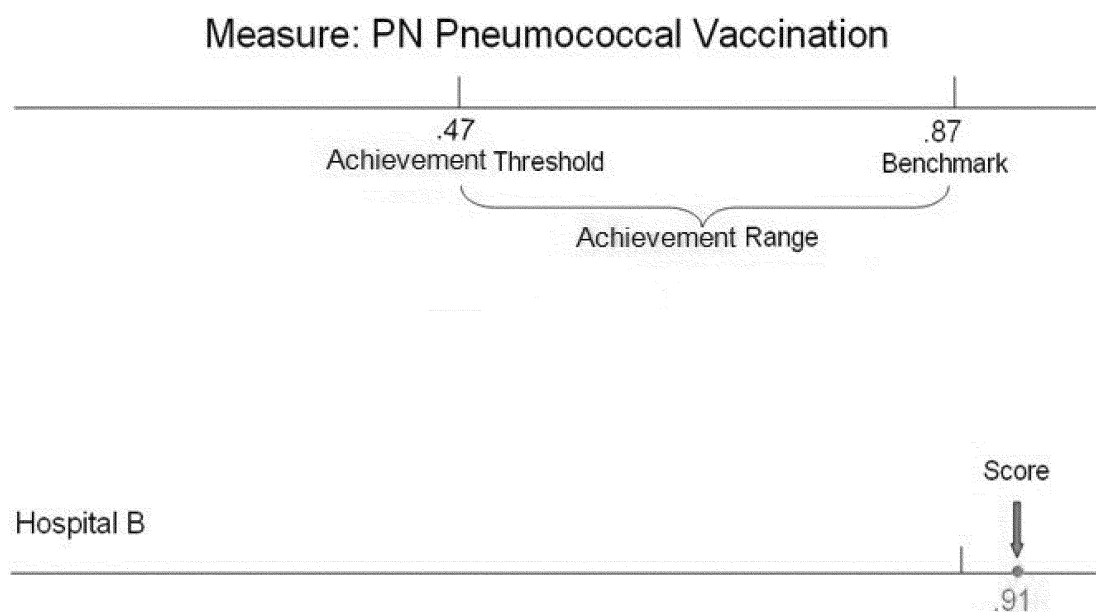 Measure: PN Pneumococcal Vaccination
.47 .87
Achievement Threshold Benchmark
Achievement Range
Score
Hospital B
.91